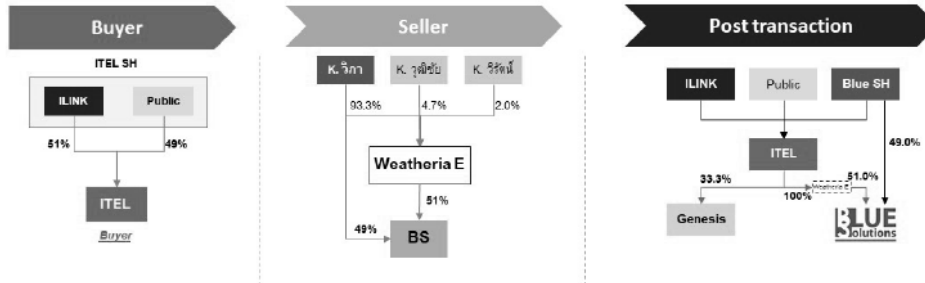 Buyer
ITEL SH
ILINK
Public
51%
49%
ITEL
Buyer
Seller
K. วิภา
K. วุฒิชัย
K. วิรัตน์
93.3%
4.7%
2.0%
Weatheria E
51%
49%
BS
Post transaction
ILINK
Public
Blue SH
ITEL
49.0%
33.3%
100%
Weatheria E
51.0%
Genesis
BLUE
Solutions